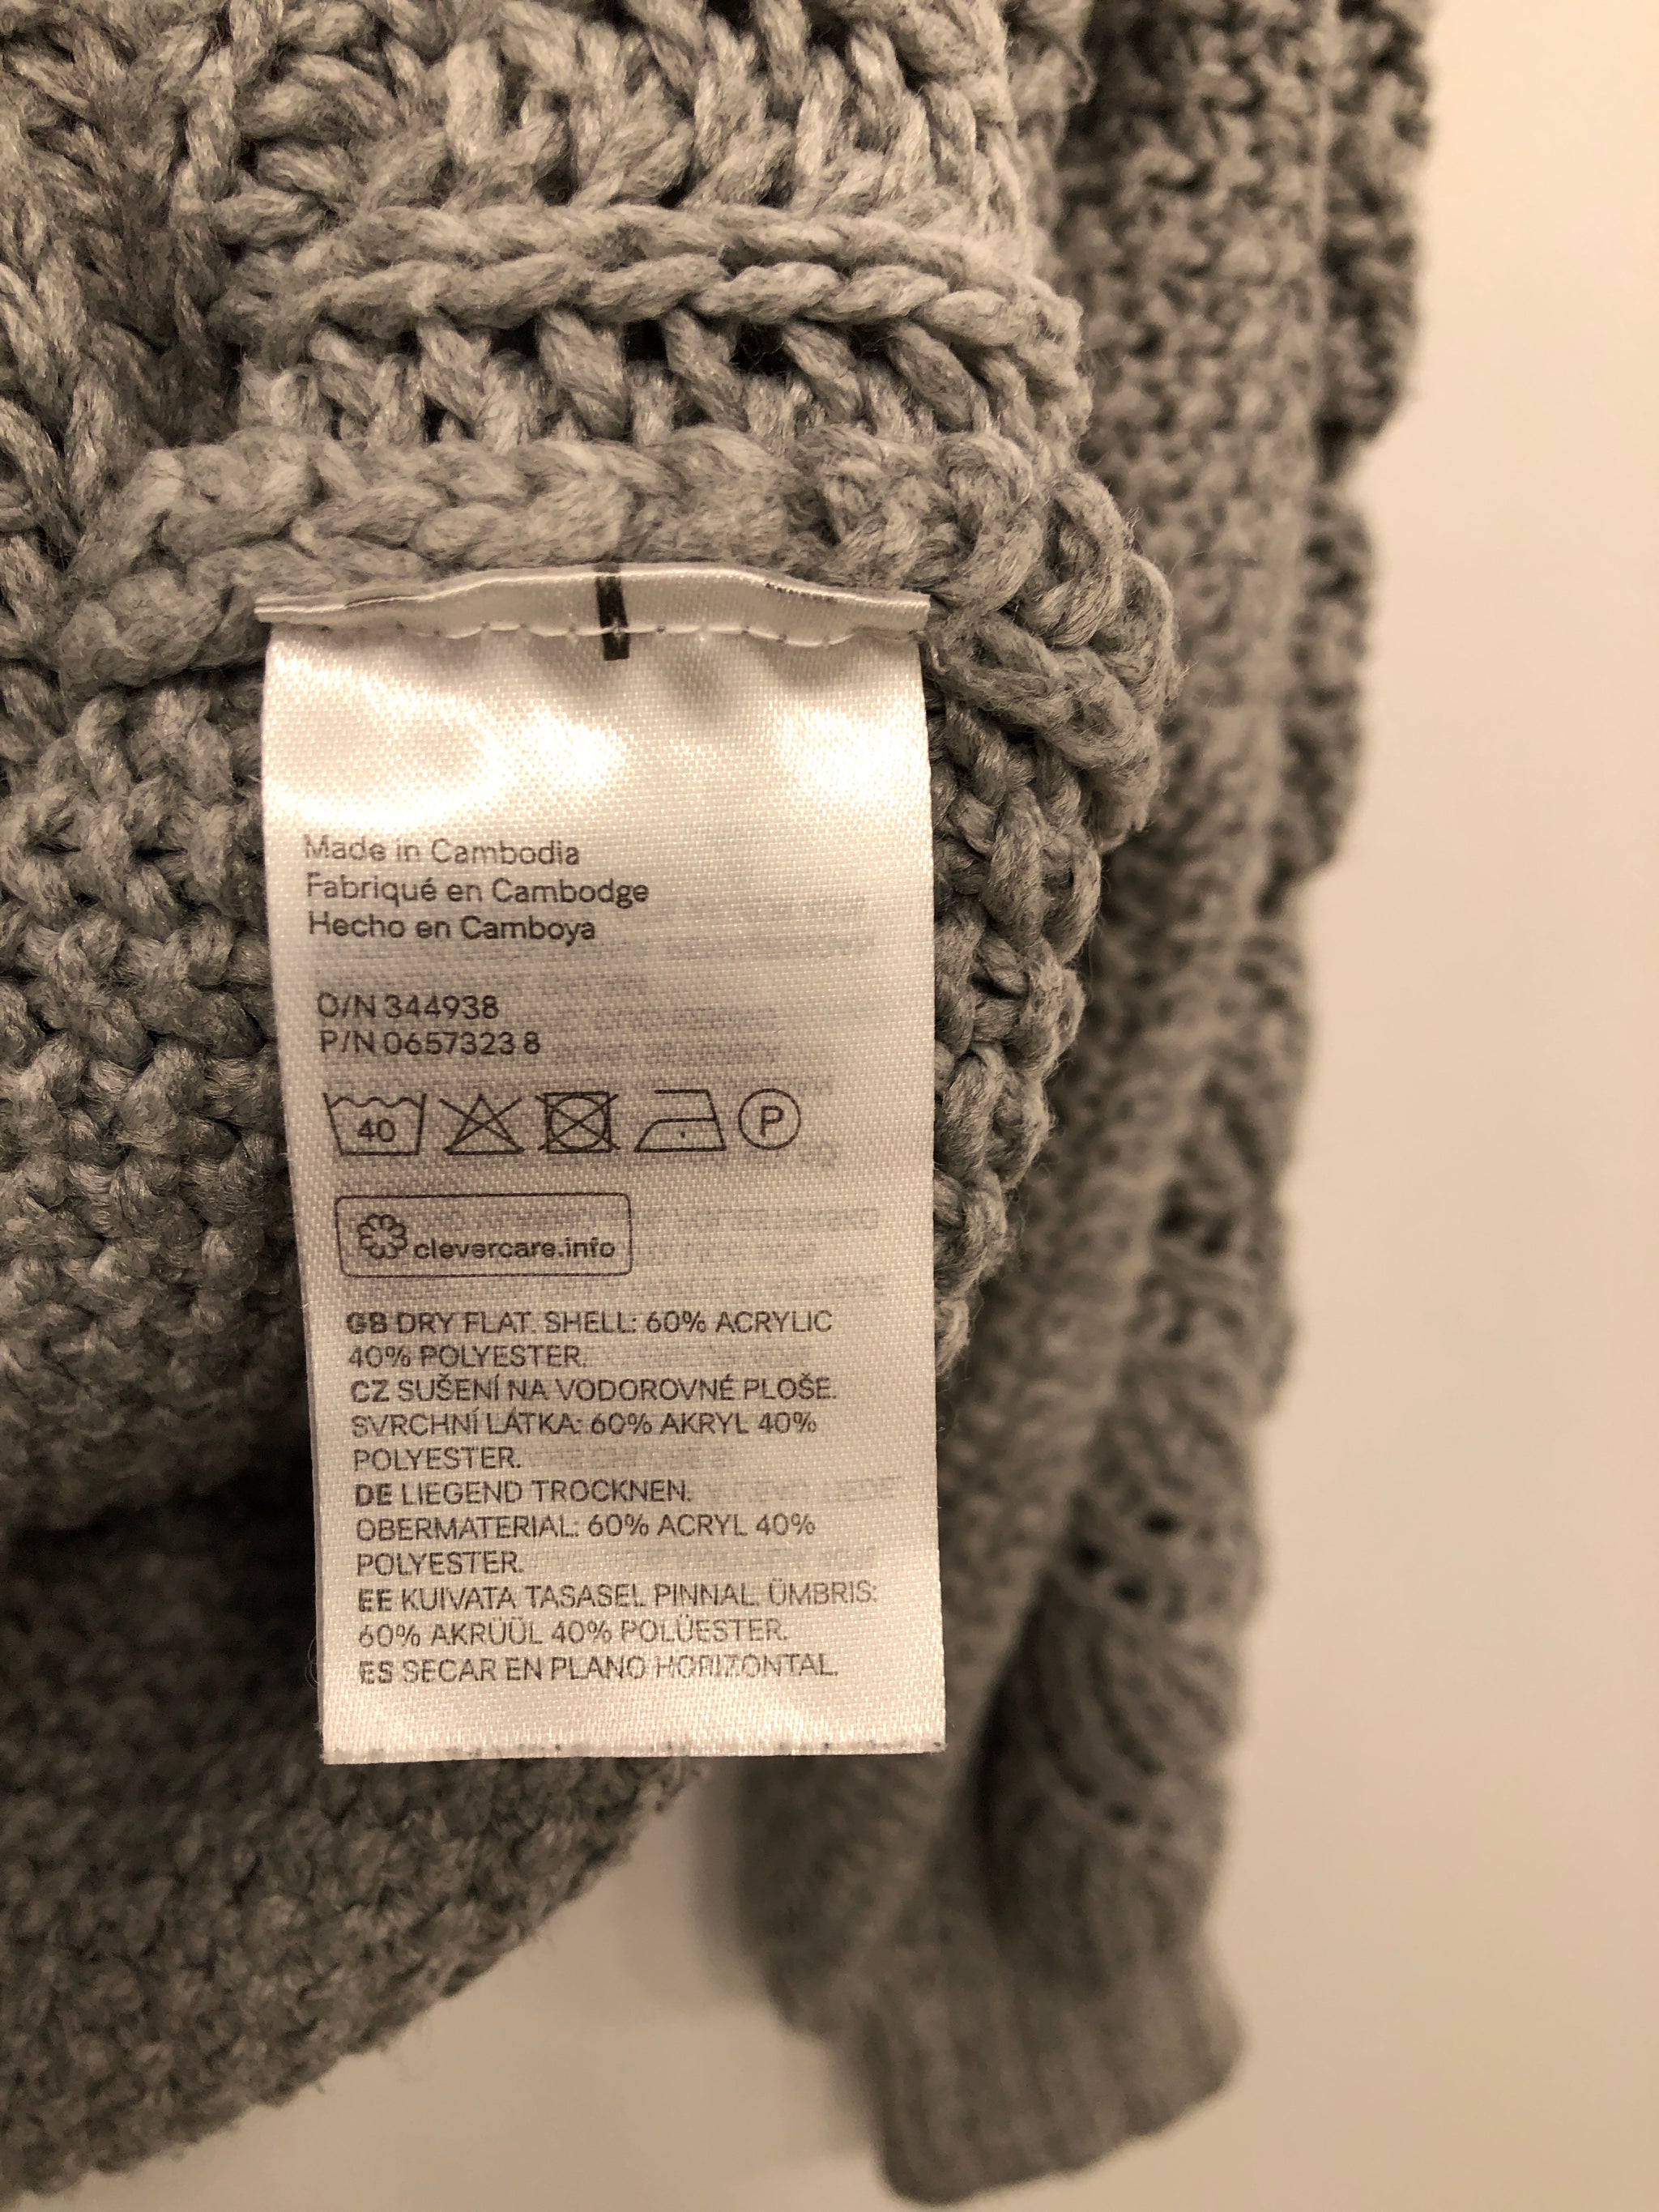 Made in Cambodia
Fabriqué en Cambodge
Hecho en Camboya
O/N 344938
P/N 0657323 8
40 P
clevercare.info
GB DRY FLAT. SHELL: 60% ACRYLIC
40% POLYESTER.
CZ SUŠENÍ NA VODOROVNÉ PLOŠE.
SVRCHNÍ LÁTKA: 60% AKRYL 40%
POLYESTER.
DE LIEGEND TROCKNEN.
OBERMATERIAL: 60% ACRYL 40%
POLYESTER.
EE KUIVATA TASASEL PINNAL. ÜMBRIS:
60% AKRÜÜL 40% POLÜESTER.
ES SECAR EN PLANO HORIZONTAL.